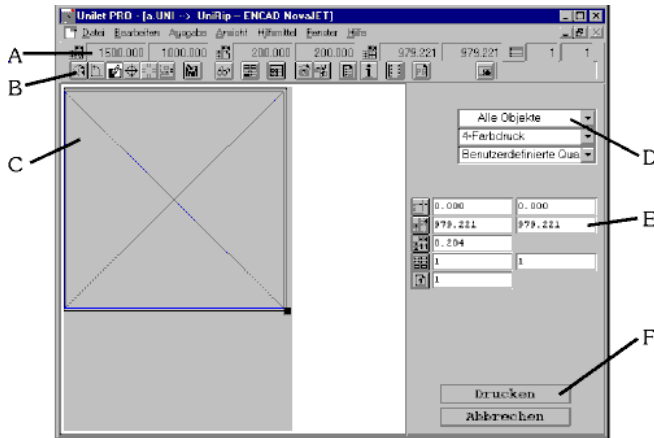 Unilet PRO - [a.UNI --> UniRip -- ENCAD NovaJET]
Datei Bearbeiten Ausgabe Ansicht Hilfsmittel Fenster Hilfe
A
1500.000 1000.000 200.000 200.000 979.221 979.221 1 1
B
C
Alle Objekte
D
4-Farbdruck
Benutzerdefinierte Qua
0.000 0.000
979.221 979.221
E
0.204
1 1
1
F
Drucken
Abbrechen